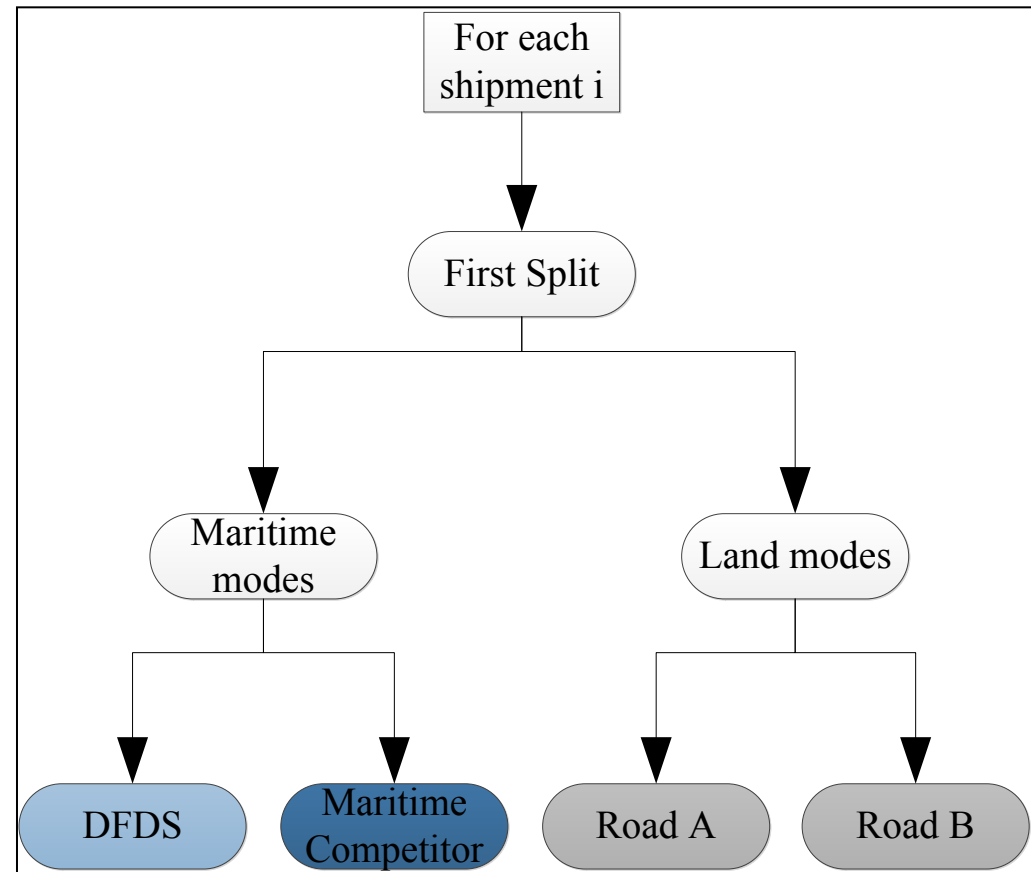 For each
shipment i
First Split
Maritime
modes
Land modes
DFDS
Maritime
Competitor
Road A
Road B